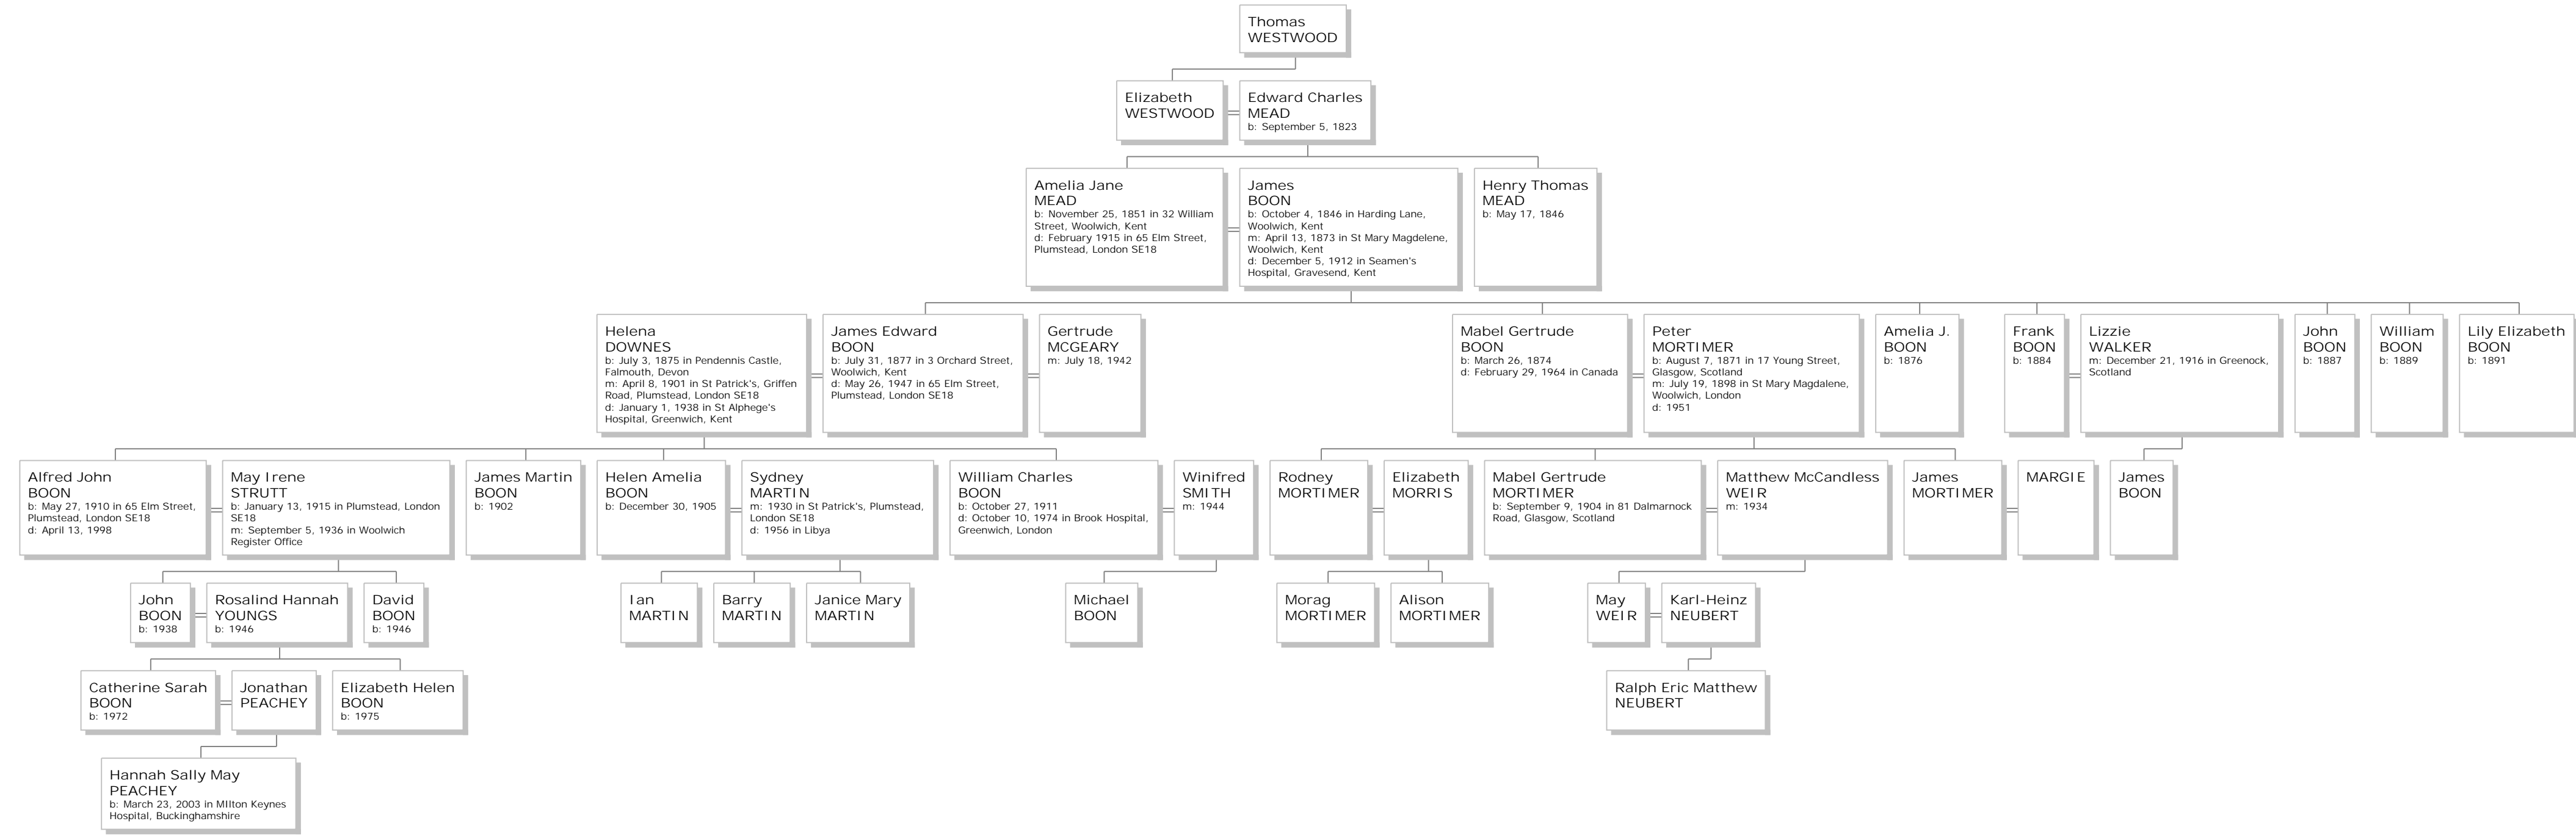 Thomas
WESTWOOD
Elizabeth
WESTWOOD
Edward Charles
MEAD
b: September 5, 1823
Amelia Jane
MEAD
b: November 25, 1851 in 32 William
Street, Woolwich, Kent
d: February 1915 in 65 Elm Street,
Plumstead, London SE18
James
BOON
b: October 4, 1846 in Harding Lane,
Woolwich, Kent
m: April 13, 1873 in St Mary Magdelene,
Woolwich, Kent
d: December 5, 1912 in Seamen's
Hospital, Gravesend, Kent
Henry Thomas
MEAD
b: May 17, 1846
Helena
DOWNES
b: July 3, 1875 in Pendennis Castle,
Falmouth, Devon
m: April 8, 1901 in St Patrick's, Griffen
Road, Plumstead, London SE18
d: January 1, 1938 in St Alphege's
Hospital, Greenwich, Kent
James Edward
BOON
b: July 31, 1877 in 3 Orchard Street,
Woolwich, Kent
d: May 26, 1947 in 65 Elm Street,
Plumstead, London SE18
Gertrude
MCGEARY
m: July 18, 1942
Mabel Gertrude
BOON
b: March 26, 1874
d: February 29, 1964 in Canada
Peter
MORTIMER
b: August 7, 1871 in 17 Young Street,
Glasgow, Scotland
m: July 19, 1898 in St Mary Magdalene,
Woolwich, London
d: 1951
Amelia J.
BOON
b: 1876
Frank
BOON
b: 1884
Lizzie
WALKER
m: December 21, 1916 in Greenock,
Scotland
John
BOON
b: 1887
William
BOON
b: 1889
Lily Elizabeth
BOON
b: 1891
Alfred John
BOON
b: May 27, 1910 in 65 Elm Street,
Plumstead, London SE18
d: April 13, 1998
May Irene
STRUTT
b: January 13, 1915 in Plumstead, London
SE18
m: September 5, 1936 in Woolwich
Register Office
James Martin
BOON
b: 1902
Helen Amelia
BOON
b: December 30, 1905
Sydney
MARTIN
m: 1930 in St Patrick's, Plumstead,
London SE18
d: 1956 in Libya
William Charles
BOON
b: October 27, 1911
d: October 10, 1974 in Brook Hospital,
Greenwich, London
Winifred
SMITH
m: 1944
Rodney
MORTIMER
Elizabeth
MORRIS
Mabel Gertrude
MORTIMER
b: September 9, 1904 in 81 Dalmarnock
Road, Glasgow, Scotland
Matthew McCandless
WEIR
m: 1934
James
MORTIMER
MARGIE
James
BOON
John
BOON
b: 1938
Rosalind Hannah
YOUNGS
b: 1946
David
BOON
b: 1946
Ian
MARTIN
Barry
MARTIN
Janice Mary
MARTIN
Michael
BOON
Morag
MORTIMER
Alison
MORTIMER
May
WEIR
Karl-Heinz
NEUBERT
Catherine Sarah
BOON
b: 1972
Jonathan
PEACHEY
Elizabeth Helen
BOON
b: 1975
Ralph Eric Matthew
NEUBERT
Hannah Sally May
PEACHEY
b: March 23, 2003 in MIlton Keynes
Hospital, Buckinghamshire